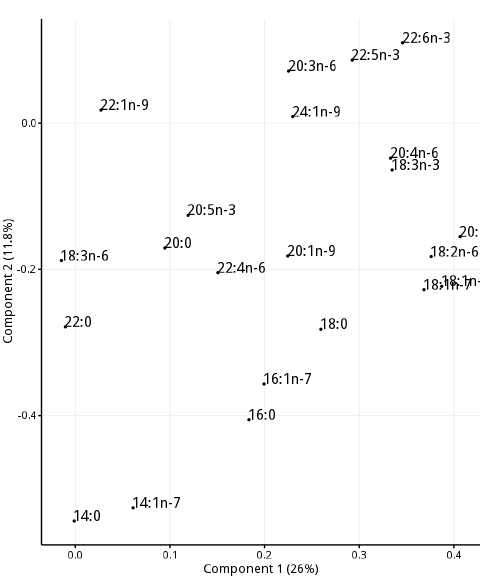 22:6n-3
22:5n-3
20:3n-6
22:1n-9
24:1n-9
0.0
20:4n-6
18:3n-3
20:5n-3
20:
20:0
20:1n-9
18:2n-6
18:3n-6
22:4n-6
-0.2
18:1n-
18:1n-7
22:0
18:0
16:1n-7
16:0
-0.4
14:1n-7
14:0
0.0 0.1 0.2 0.3 0.4
Component 1 (26%)
Component 2 (11.8%)